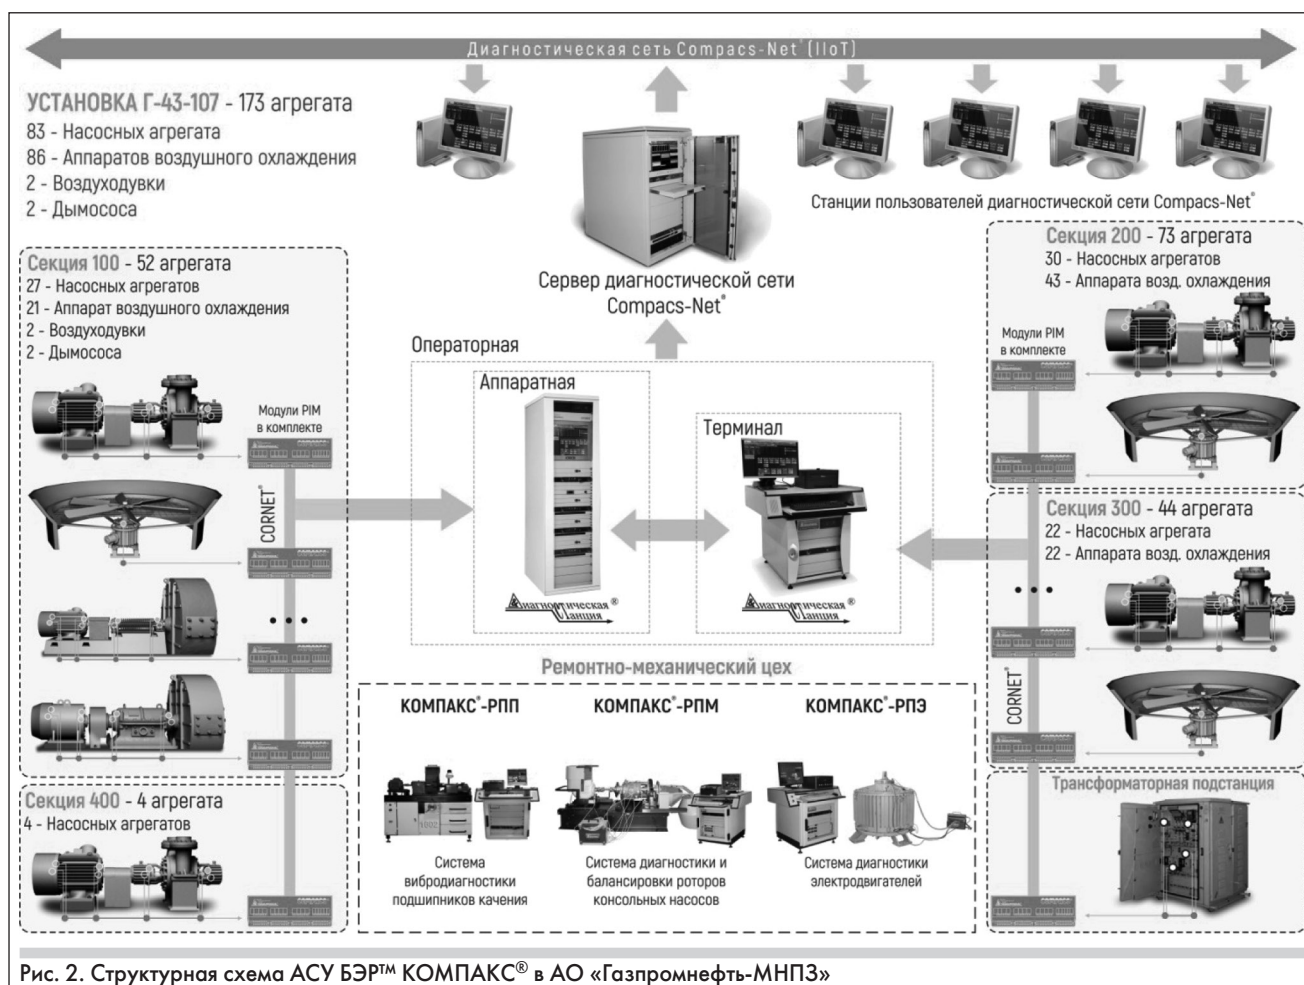 Диагностическая сеть Compacs-Net® (IIoT)
УСТАНОВКА Г-43-107 - 173 агрегата
83 - Насосных агрегата
86 - Аппаратов воздушного охлаждения
2 - Воздуходувки
2 - Дымососа
Станции пользователей диагностической сети Compacs-Net®
Сервер диагностической сети
Compacs-Net®
Секция 100 - 52 агрегата
27 - Насосных агрегатов
21 - Аппарат воздушного охлаждения
2 - Воздуходувки
2 - Дымососа
Модули PIM
в комплекте
CORNET®
Секция 400 - 4 агрегата
4 - Насосных агрегатов
Операторная
Аппаратная
Диагностическая ®
Станция
Терминал
Диагностическая ®
Станция
Ремонтно-механический цех
КОМПАКС®-РПП
Система
вибродиагностики
подшипников качения
КОМПАКС®-РПМ
Система диагностики и
балансировки роторов
консольных насосов
КОМПАКС®-РПЭ
Система диагностики
электродвигателей
Секция 200 - 73 агрегата
30 - Насосных агрегатов
43 - Аппарата возд. охлаждения
Модули PIM
в комплекте
Секция 300 - 44 агрегата
22 - Насосных агрегата
22 - Аппарата возд. охлаждения
CORNET®
Трансформаторная подстанция
Рис. 2. Структурная схема АСУ БЭР™ КОМПАКС® в АО «Газпромнефть-МНПЗ»